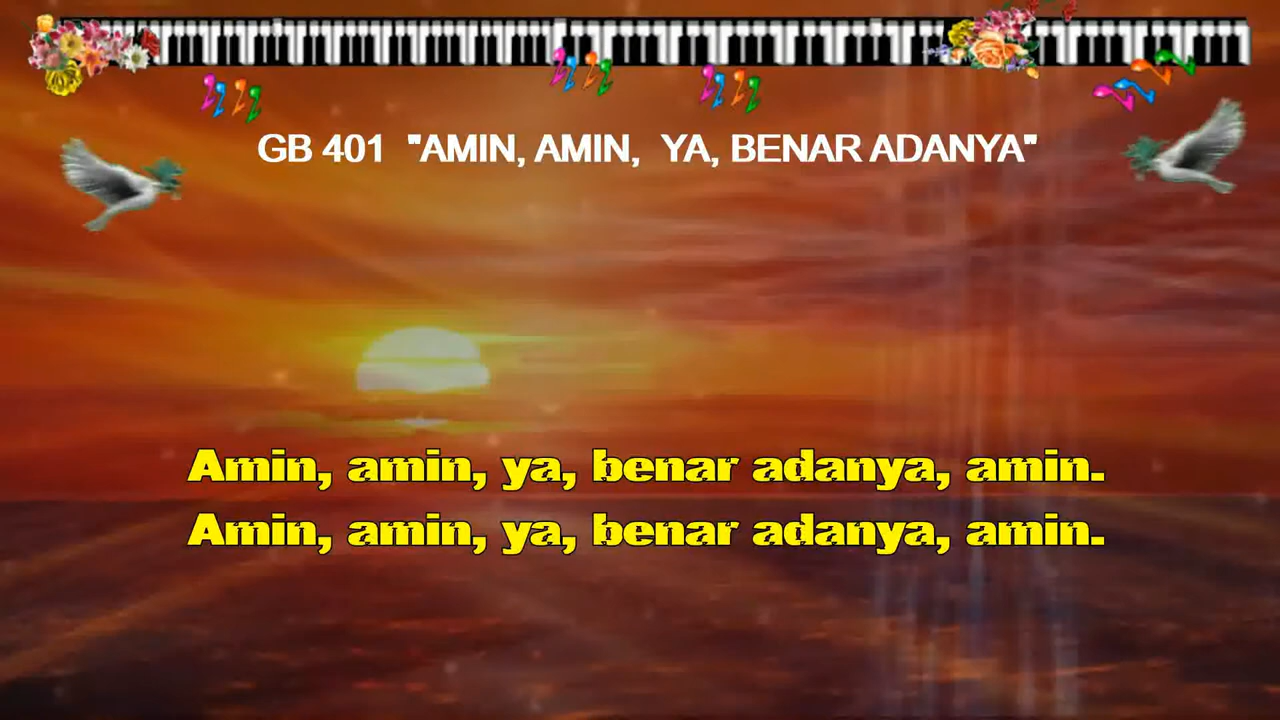 GB 401 "AMIN, AMIN, YA, BENAR ADANYA"
Amin, amin, ya, benar adanya, amin.
Amin, amin, ya, benar adanya, amin.